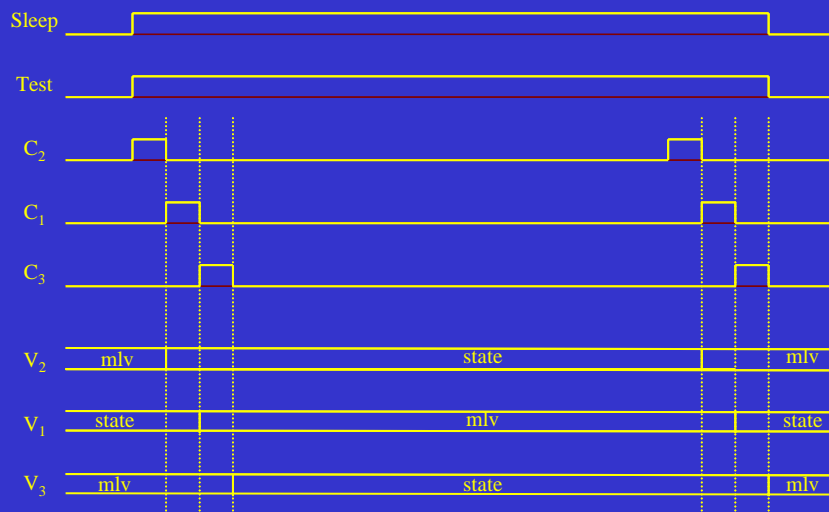 Sleep
Test
C₂
C₁
C₃
V₂ mlv state mlv
V₁ state mlv state
V₃ mlv state mlv